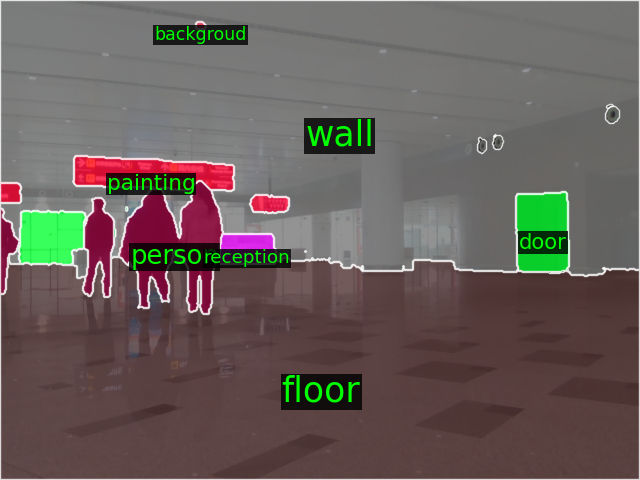 backgroud
wall
painting
perso
reception
door
floor